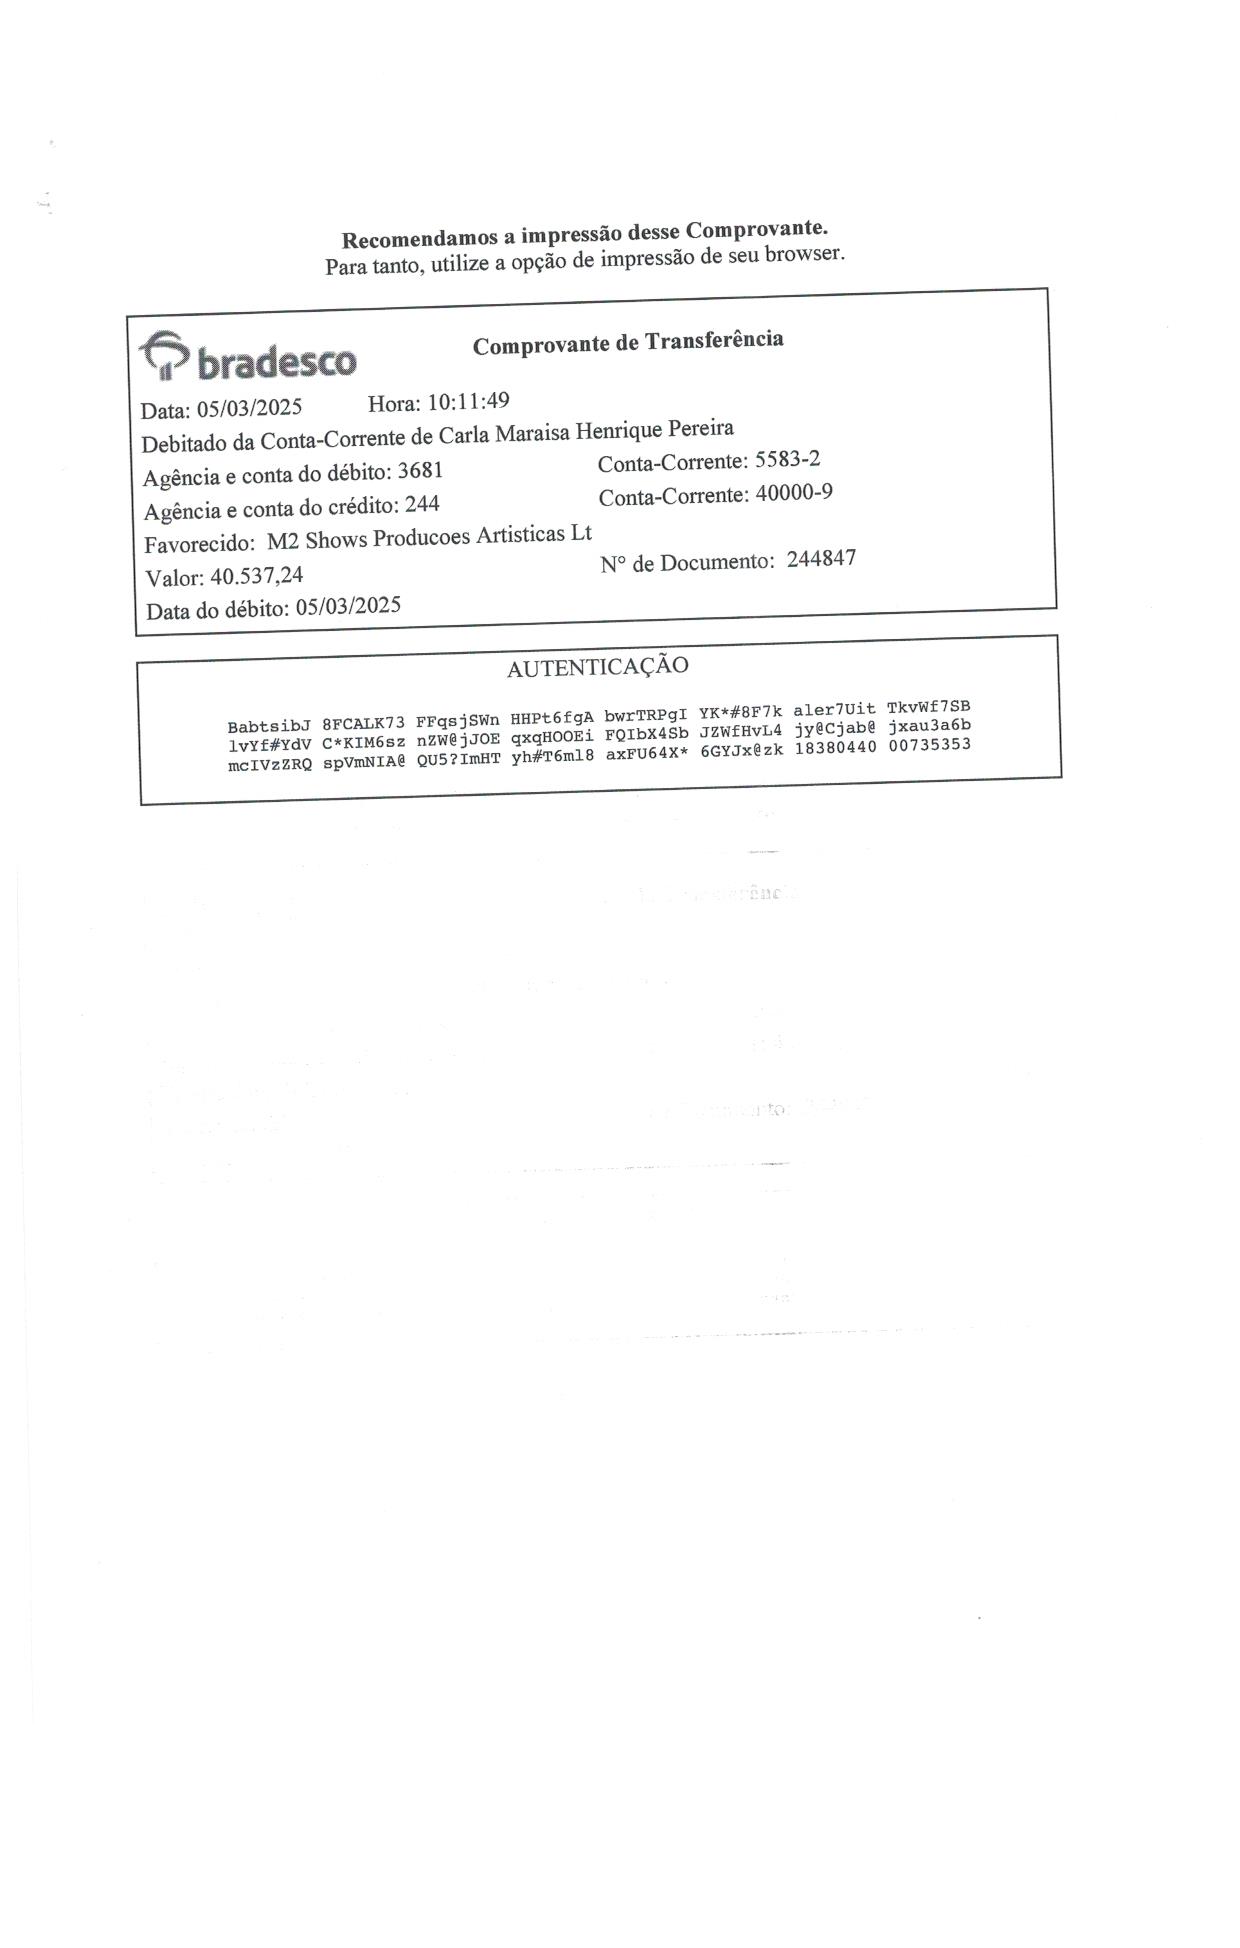 Recomendamos a impressão desse Comprovante.
Para tanto, utilize a opção de impressão de seu browser.
bradesco
Comprovante de Transferência
Data: 05/03/2025 Hora: 10:11:49
Debitado da Conta-Corrente de Carla Maraisa Henrique Pereira
Agência e conta do débito: 3681 Conta-Corrente: 5583-2
Agência e conta do crédito: 244 Conta-Corrente: 40000-9
Favorecido: M2 Shows Producoes Artisticas Lt
Valor: 40.537,24 Nº de Documento: 244847
Data do débito: 05/03/2025
AUTENTICAÇÃO
BabtsibJ 8FCALK73 FFqsjSWn HHPt6fgA bwrTRPgI YK*#8F7k aler7Uit TkvWf7SB
lvYf#YdV C*KIM6sz nZW@jJOE qxqHOOEi FQIbX4Sb JZWfHvL4 jy@Cjab@ jxau3a6b
mcIVzZRQ spVmNIA@ QU5?ImHT yh#T6ml8 axFU64X* 6GYJx@zk 18380440 00735353